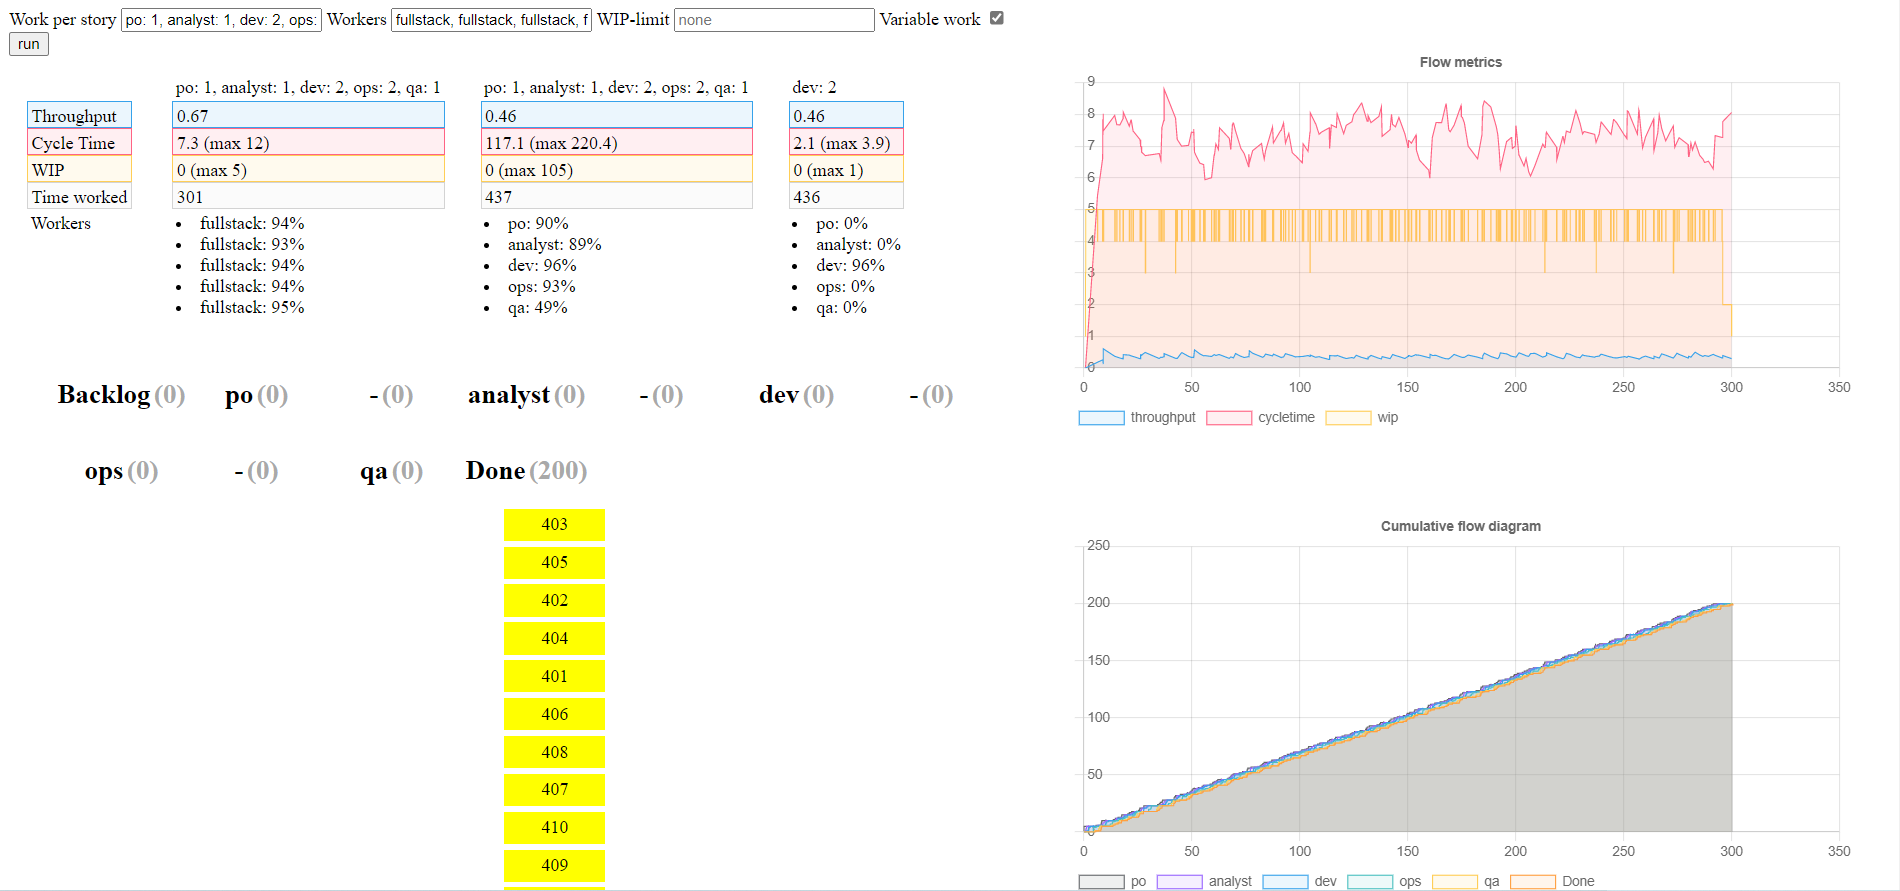 Work per story po: 1, analyst: 1, dev: 2, ops: Workers fullstack, fullstack, fullstack, f WIP-limit none Variable work
run
po: 1, analyst: 1, dev: 2, ops: 2, qa: 1 po: 1, analyst: 1, dev: 2, ops: 2, qa: 1 dev: 2
Throughput 0.67 0.46 0.46
Cycle Time 7.3 (max 12) 117.1 (max 220.4) 2.1 (max 3.9)
WIP 0 (max 5) 0 (max 105) 0 (max 1)
Time worked 301 437 436
Workers • fullstack: 94% • po: 90% • po: 0%
• fullstack: 93% • analyst: 89% • analyst: 0%
• fullstack: 94% • dev: 96% • dev: 96%
• fullstack: 94% • ops: 93% • ops: 0%
• fullstack: 95% • qa: 49% • qa: 0%
Backlog (0) po (0) - (0) analyst (0) - (0) dev (0) - (0)
ops (0) - (0) qa (0) Done (200)
403
405
402
404
401
406
408
407
410
409
Flow metrics
9
8
7
6
5
4
3
2
1
0
0 50 100 150 200 250 300 350
throughput cycletime wip
Cumulative flow diagram
250
200
150
100
50
0
0 50 100 150 200 250 300 350
po analyst dev ops qa Done